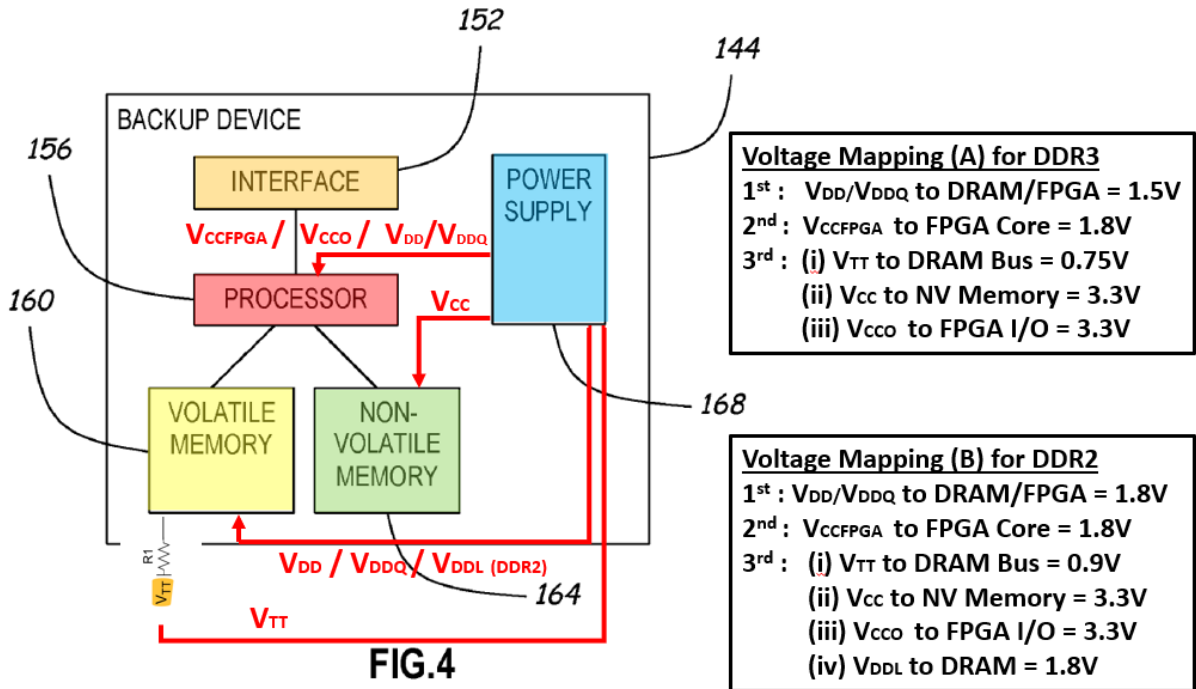 152
144
BACKUP DEVICE
156
INTERFACE
POWER
SUPPLY
VCCFPGA / VCCO / VDD/VDDQ
160
PROCESSOR
VCC
VOLATILE
MEMORY
NON-
VOLATILE
MEMORY
168
R1
VTT
VDD / VDDQ / VDDL (DDR2)
164
VTT
FIG.4
Voltage Mapping (A) for DDR3
1st : VDD/VDDQ to DRAM/FPGA = 1.5V
2nd : VCCFPGA to FPGA Core = 1.8V
3rd : (i) VTT to DRAM Bus = 0.75V
(ii) VCC to NV Memory = 3.3V
(iii) VCCO to FPGA I/O = 3.3V
Voltage Mapping (B) for DDR2
1st : VDD/VDDQ to DRAM/FPGA = 1.8V
2nd : VCCFPGA to FPGA Core = 1.8V
3rd : (i) VTT to DRAM Bus = 0.9V
(ii) VCC to NV Memory = 3.3V
(iii) VCCO to FPGA I/O = 3.3V
(iv) VDDL to DRAM = 1.8V